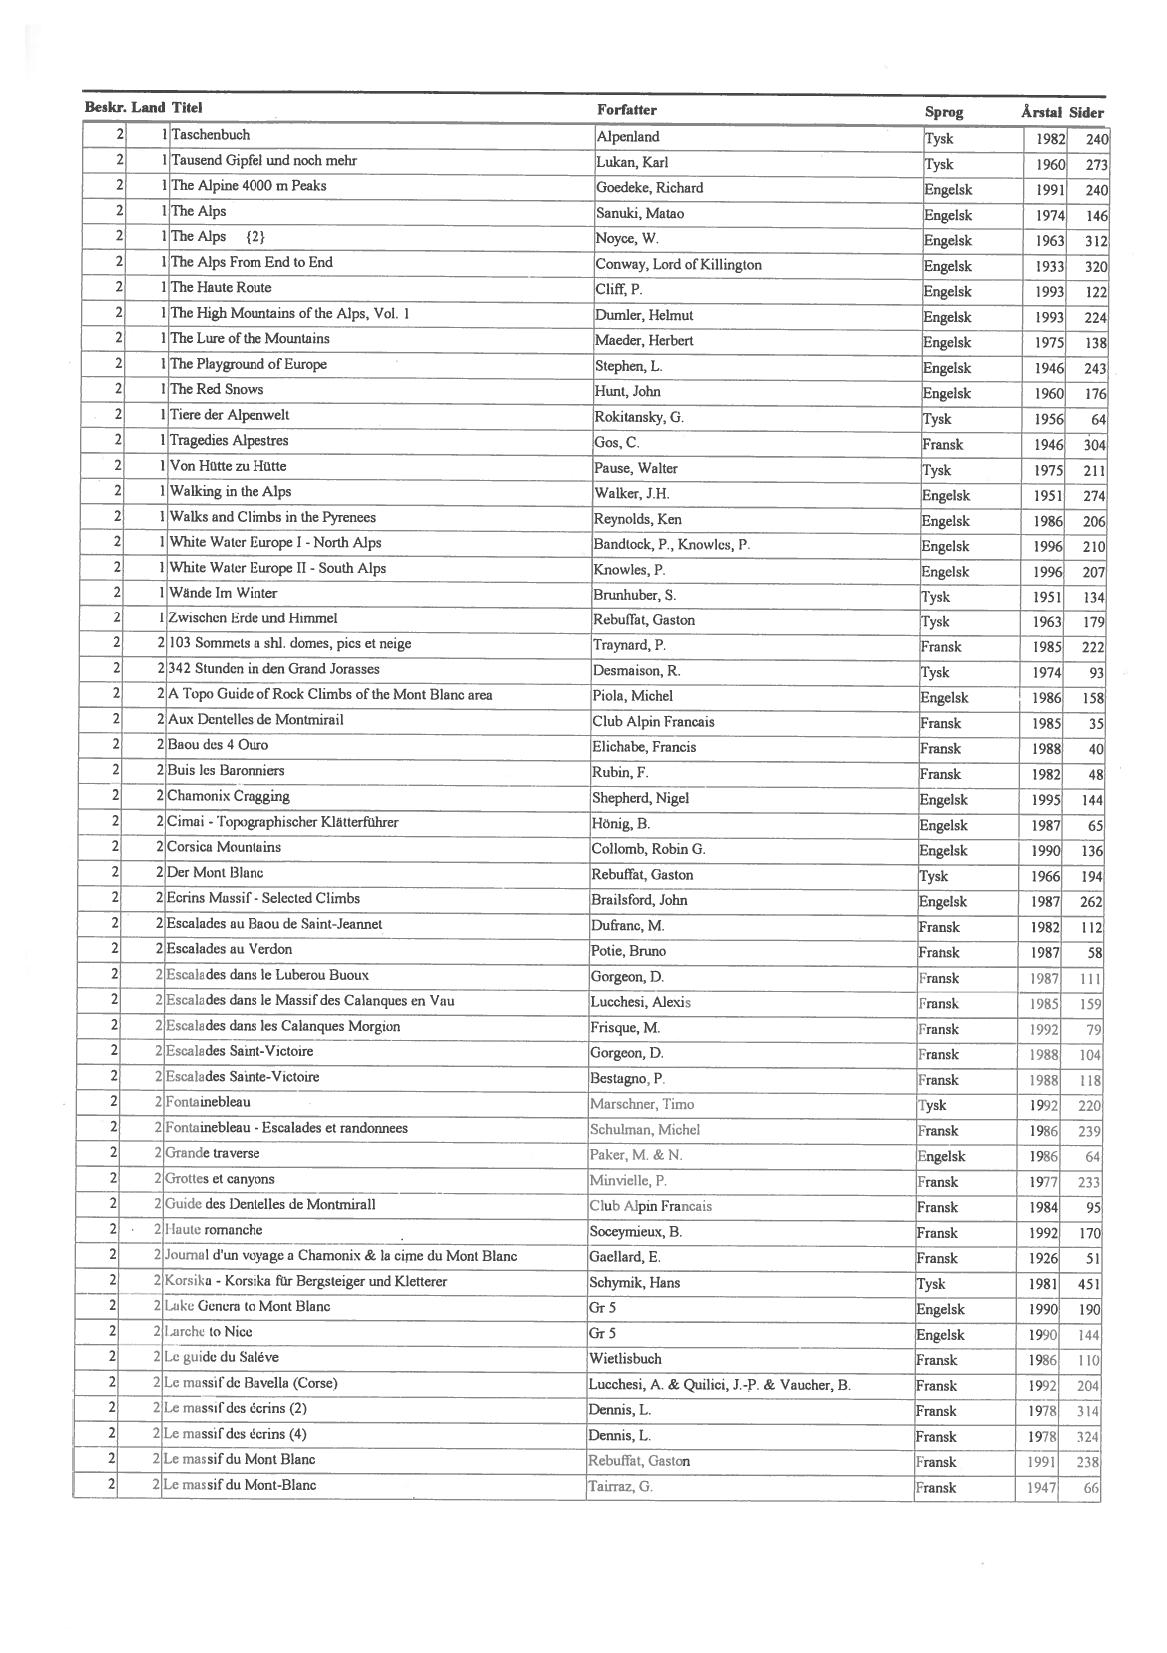 Beskr. Land Titel Forfatter Sprog Årstal Sider
2 1 Taschenbuch Alpenland Tysk 1982 240
2 1 Tausend Gipfel und noch mehr Lukan, Karl Tysk 1960 273
2 1 The Alpine 4000 m Peaks Goedeke, Richard Engelsk 1991 240
2 1 The Alps Sanuki, Matao Engelsk 1974 146
2 1 The Alps {2} Noyce, W. Engelsk 1963 312
2 1 The Alps From End to End Conway, Lord of Killington Engelsk 1933 320
2 1 The Haute Route Cliff, P. Engelsk 1993 122
2 1 The High Mountains of the Alps, Vol. 1 Dumler, Helmut Engelsk 1993 224
2 1 The Lure of the Mountains Maeder, Herbert Engelsk 1975 138
2 1 The Playground of Europe Stephen, L. Engelsk 1946 243
2 1 The Red Snows Hunt, John Engelsk 1960 176
2 1 Tiere der Alpenwelt Rokitansky, G. Tysk 1956 64
2 1 Tragedies Alpestres Gos, C. Fransk 1946 304
2 1 Von Hütte zu Hütte Pause, Walter Tysk 1975 211
2 1 Walking in the Alps Walker, J.H. Engelsk 1951 274
2 1 Walks and Climbs in the Pyrenees Reynolds, Ken Engelsk 1986 206
2 1 White Water Europe I - North Alps Bandtock, P., Knowles, P. Engelsk 1996 210
2 1 White Water Europe II - South Alps Knowles, P. Engelsk 1996 207
2 1 Wände Im Winter Brunhuber, S. Tysk 1951 134
2 1 Zwischen Erde und Himmel Rebuffat, Gaston Tysk 1963 179
2 2 103 Sommets a shl. domes, pics et neige Traynard, P. Fransk 1985 222
2 2 342 Stunden in den Grand Jorasses Desmaison, R. Tysk 1974 93
2 2 A Topo Guide of Rock Climbs of the Mont Blanc area Piola, Michel Engelsk 1986 158
2 2 Aux Dentelles de Montmirail Club Alpin Francais Fransk 1985 35
2 2 Baou des 4 Ouro Elichabe, Francis Fransk 1988 40
2 2 Buis les Baronniers Rubin, F. Fransk 1982 48
2 2 Chamonix Cragging Shepherd, Nigel Engelsk 1995 144
2 2 Cimai - Topographischer Klätterführer Hönig, B. Engelsk 1987 65
2 2 Corsica Mountains Collomb, Robin G. Engelsk 1990 136
2 2 Der Mont Blanc Rebuffat, Gaston Tysk 1966 194
2 2 Ecrins Massif - Selected Climbs Brailsford, John Engelsk 1987 262
2 2 Escalades au Baou de Saint-Jeannet Dufranc, M. Fransk 1982 112
2 2 Escalades au Verdon Potie, Bruno Fransk 1987 58
2 2 Escalades dans le Luberou Buoux Gorgeon, D. Fransk 1987 111
2 2 Escalades dans le Massif des Calanques en Vau Lucchesi, Alexis Fransk 1985 159
2 2 Escalades dans les Calanques Morgion Frisque, M. Fransk 1992 79
2 2 Escalades Saint-Victoire Gorgeon, D. Fransk 1988 104
2 2 Escalades Sainte-Victoire Bestagno, P. Fransk 1988 118
2 2 Fontainebleau Marschner, Timo Tysk 1992 220
2 2 Fontainebleau - Escalades et randonnees Schulman, Michel Fransk 1986 239
2 2 Grande traverse Paker, M. & N. Engelsk 1986 64
2 2 Grottes et canyons Minvielle, P. Fransk 1977 233
2 2 Guide des Dentelles de Montmirall Club Alpin Francais Fransk 1984 95
2 2 Haute romanche Soceymieux, B. Fransk 1992 170
2 2 Journal d'un voyage a Chamonix & la cime du Mont Blanc Gaellard, E. Fransk 1926 51
2 2 Korsika - Korsika für Bergsteiger und Kletterer Schymik, Hans Tysk 1981 451
2 2 Lake Genera to Mont Blanc Gr 5 Engelsk 1990 190
2 2 Larche to Nice Gr 5 Engelsk 1990 144
2 2 Le guide du Saléve Wietlisbuch Fransk 1986 110
2 2 Le massif de Bavella (Corse) Lucchesi, A. & Quilici, J.-P. & Vaucher, B. Fransk 1992 204
2 2 Le massif des écrins (2) Dennis, L. Fransk 1978 314
2 2 Le massif des écrins (4) Dennis, L. Fransk 1978 324
2 2 Le massif du Mont Blanc Rebuffat, Gaston Fransk 1991 238
2 2 Le massif du Mont-Blanc Tairraz, G. Fransk 1947 66